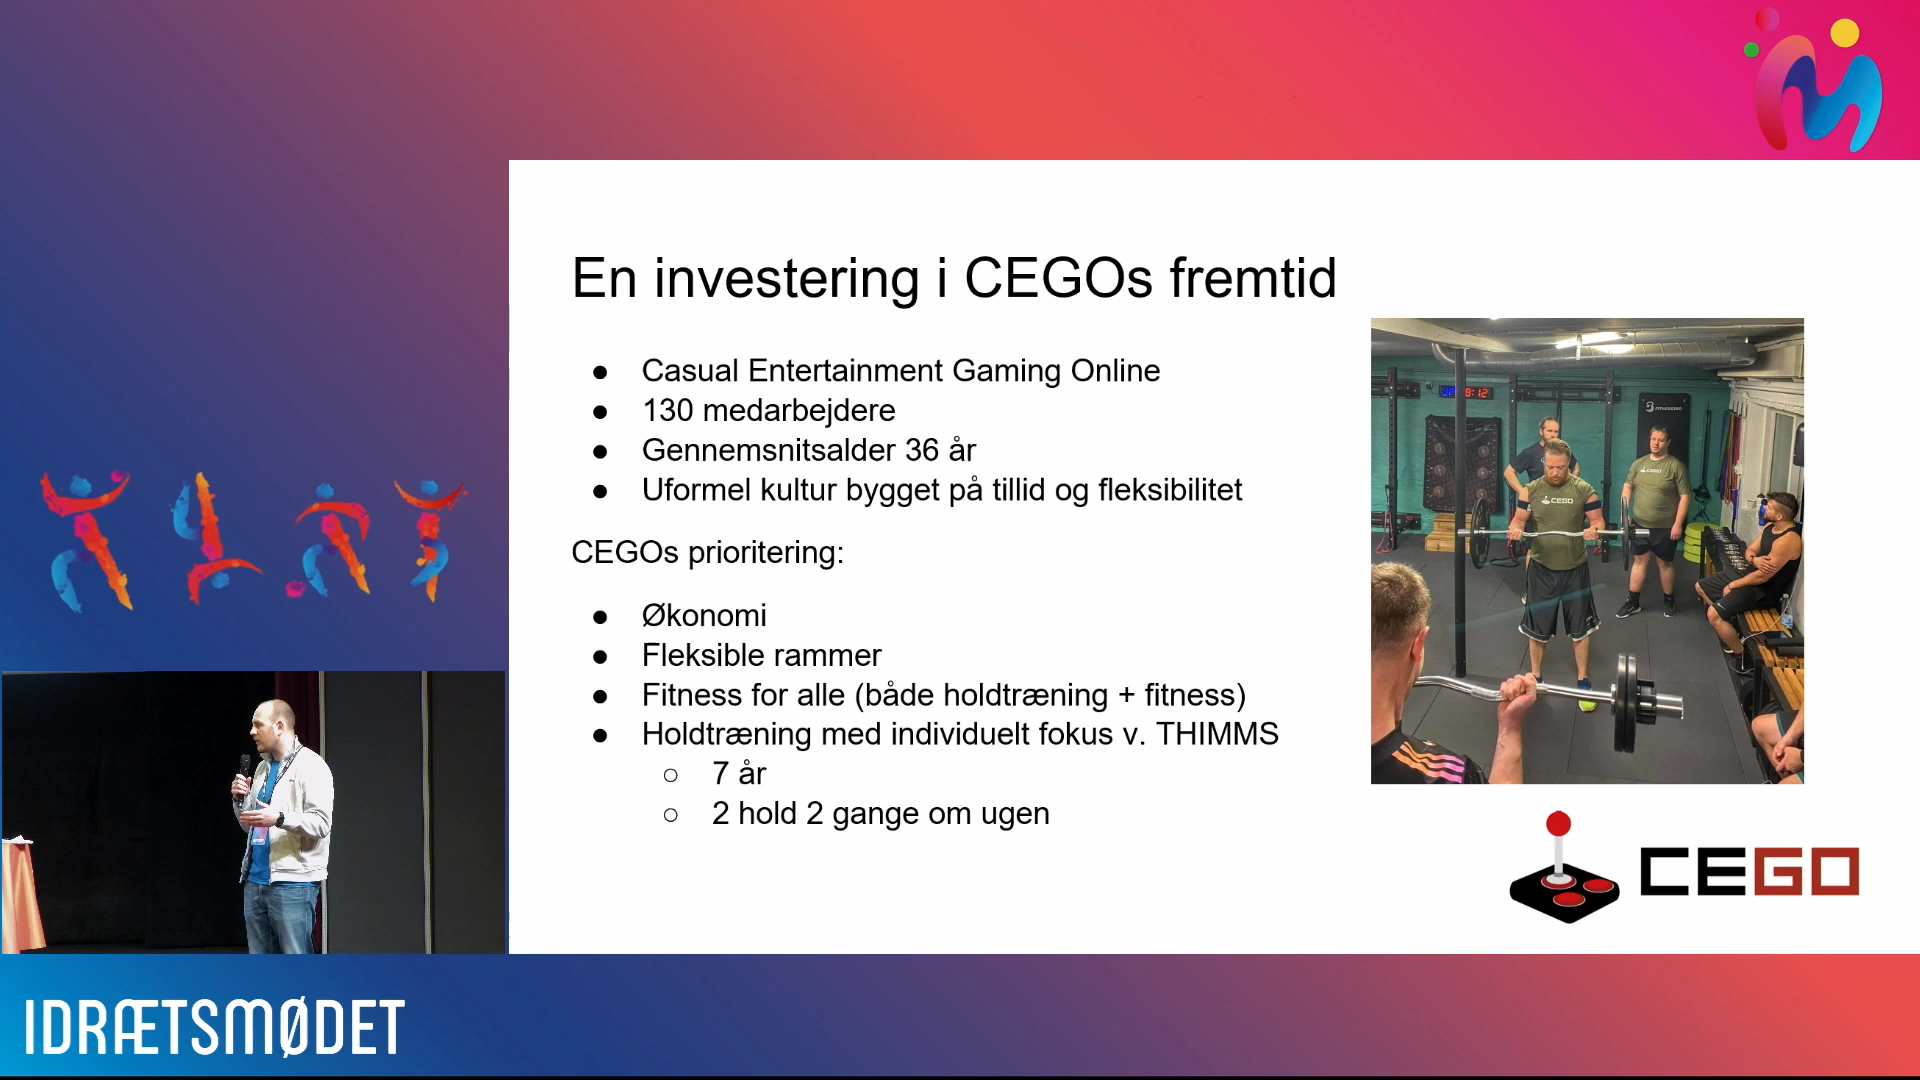 En investering i CEGOs fremtid
● Casual Entertainment Gaming Online
● 130 medarbejdere
● Gennemsnitsalder 36 år
● Uformel kultur bygget på tillid og fleksibilitet
CEGOs prioritering:
● Økonomi
● Fleksible rammer
● Fitness for alle (både holdtræning + fitness)
● Holdtræning med individuelt fokus v. THIMMS
○ 7 år
○ 2 hold 2 gange om ugen
CEGO
CEGO
CEGO
IDRÆTSMØDET